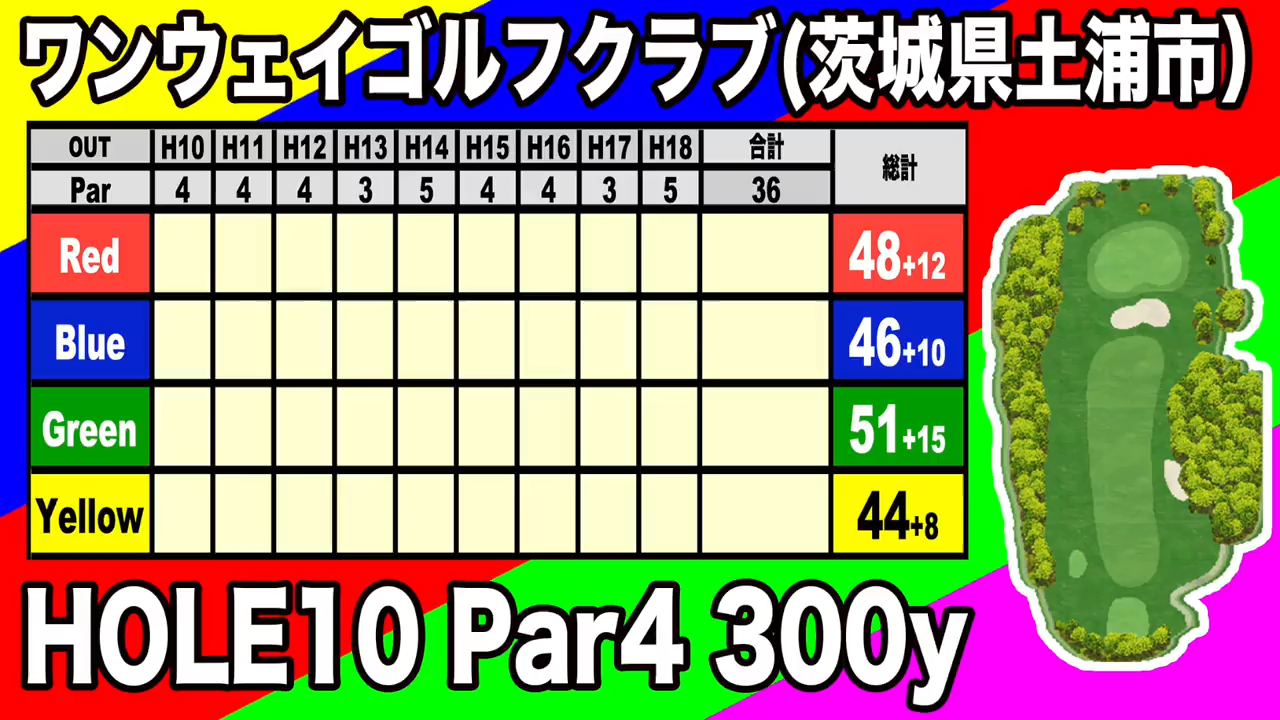 ワンウェイゴルフクラブ(茨城県土浦市)
OUT H10 H11 H12 H13 H14 H15 H16 H17 H18 合計 総計
Par 4 4 4 3 5 4 4 3 5 36
Red 48+12
Blue 46+10
Green 51+15
Yellow 44+8
HOLE10 Par4 300y